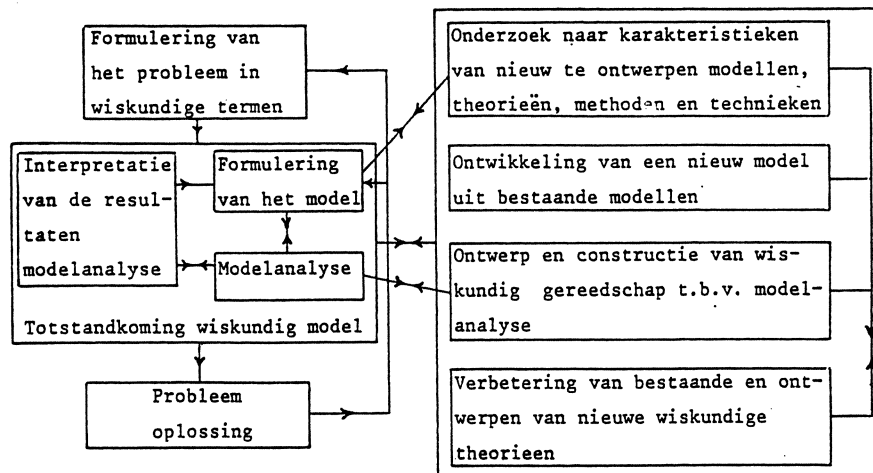 Formulering van
het probleem in
wiskundige termen
Interpretatie
van de resul-
taten
modelanalyse
Formulering
van het model
Modelanalyse
Totstandkoming wiskundig model
Probleem
oplossing
Onderzoek naar karakteristieken
van nieuw te ontwerpen modellen,
theorieën, methoden en technieken
Ontwikkeling van een nieuw model
uit bestaande modellen
Ontwerp en constructie van wis-
kundig gereedschap t.b.v. model-
analyse
Verbetering van bestaande en ont-
werpen van nieuwe wiskundige
theorieen